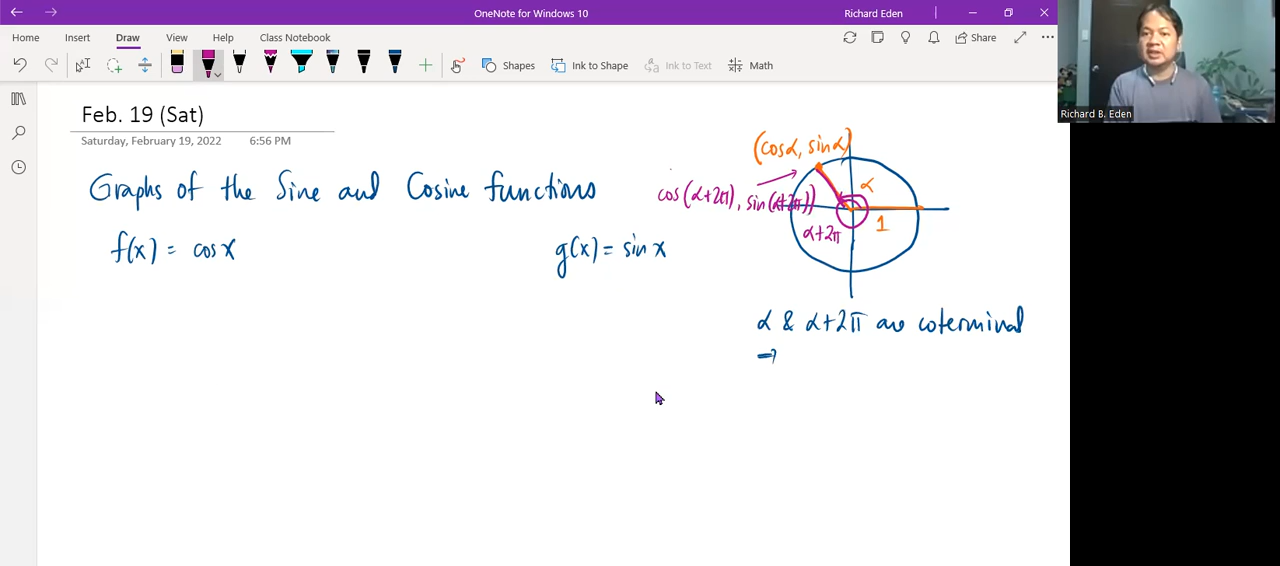 OneNote for Windows 10
Richard Eden
Home Insert Draw View Help Class Notebook
Share
Shapes Ink to Shape Ink to Text Math
Richard B. Eden
Feb. 19 (Sat)
Saturday, February 19, 2022 6:56 PM
(cosα, sinα)
Graphs of the Sine and Cosine functions
cos(α+2π), sin(α+2π))
α
α+2π
1
f(x) = cosx
g(x) = sin x
α & α+2π are coterminal
⇒